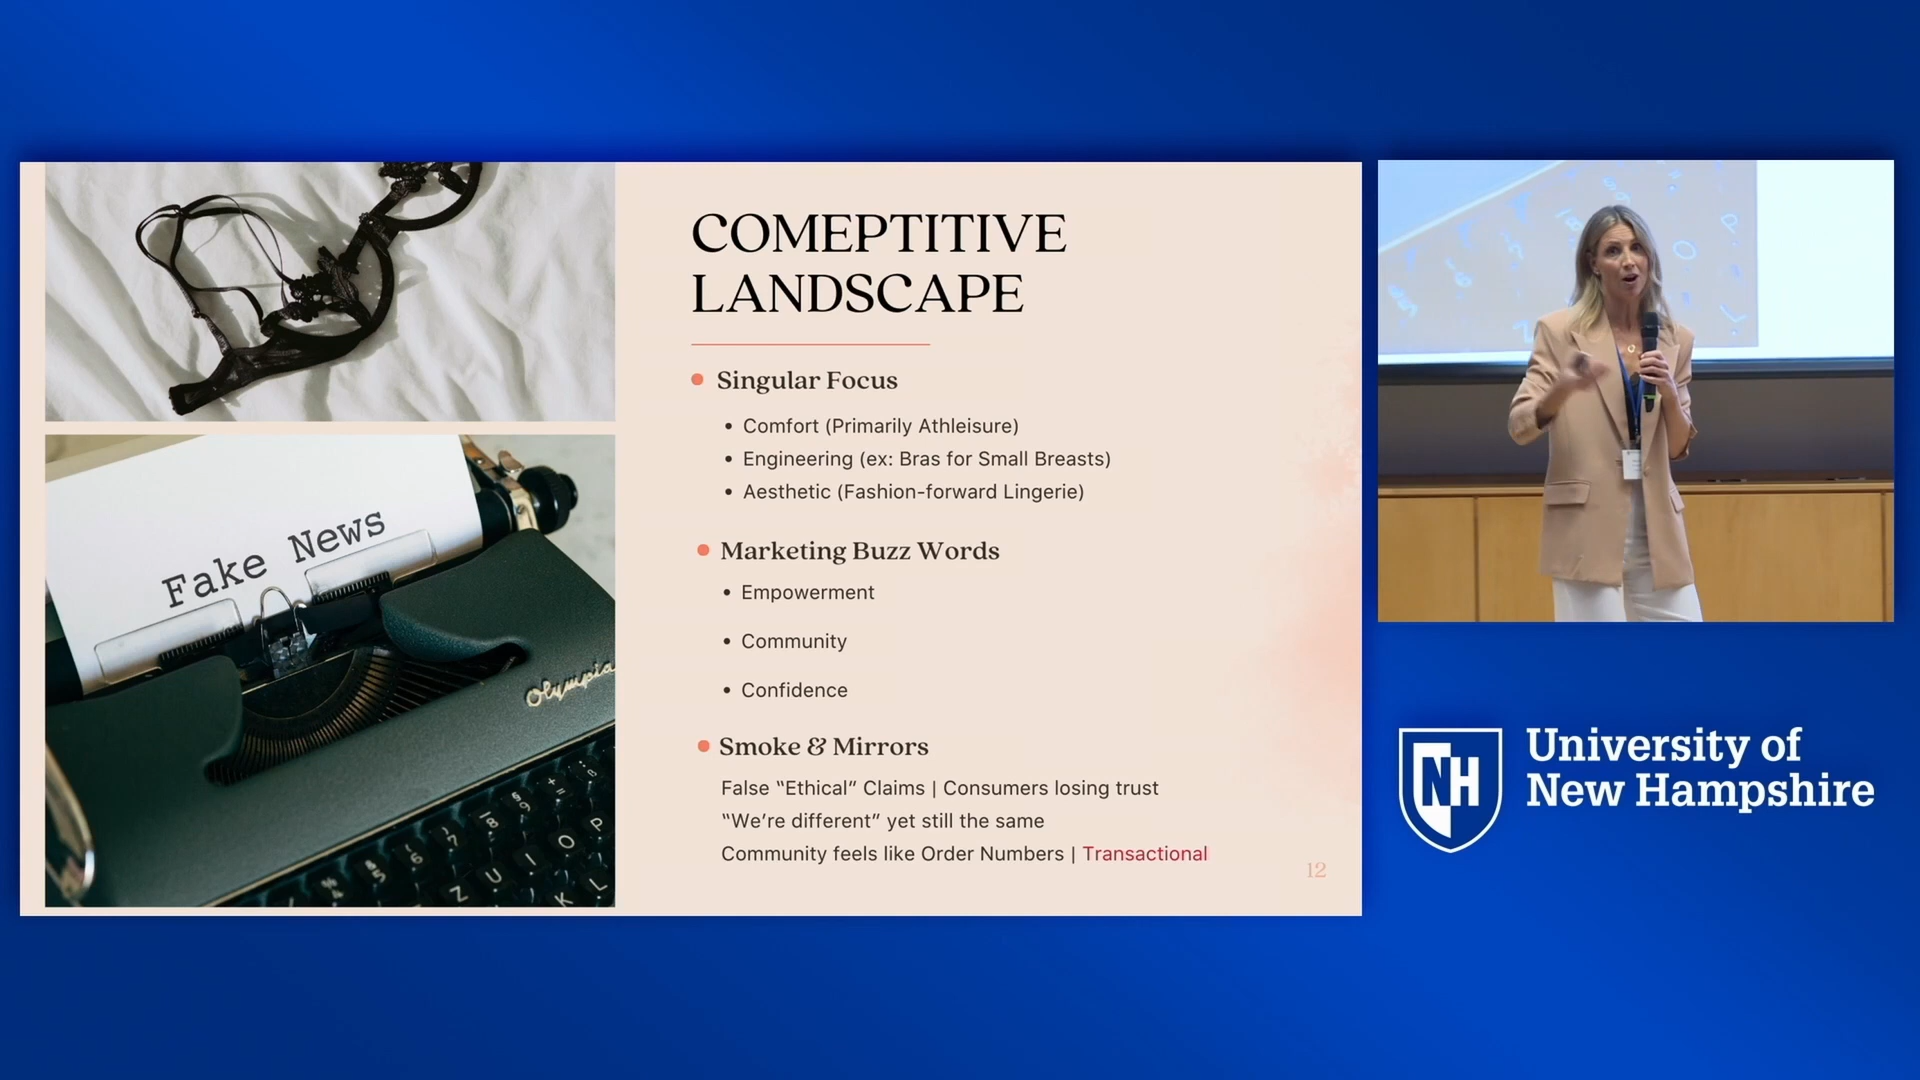 COMEPTITIVE
LANDSCAPE
Singular Focus
• Comfort (Primarily Athleisure)
• Engineering (ex: Bras for Small Breasts)
• Aesthetic (Fashion-forward Lingerie)
Marketing Buzz Words
• Empowerment
• Community
• Confidence
Smoke & Mirrors
False “Ethical” Claims | Consumers losing trust
“We’re different” yet still the same
Community feels like Order Numbers | Transactional
12
Fake News
Olympia
Z U I O P
K L
NH
University of
New Hampshire